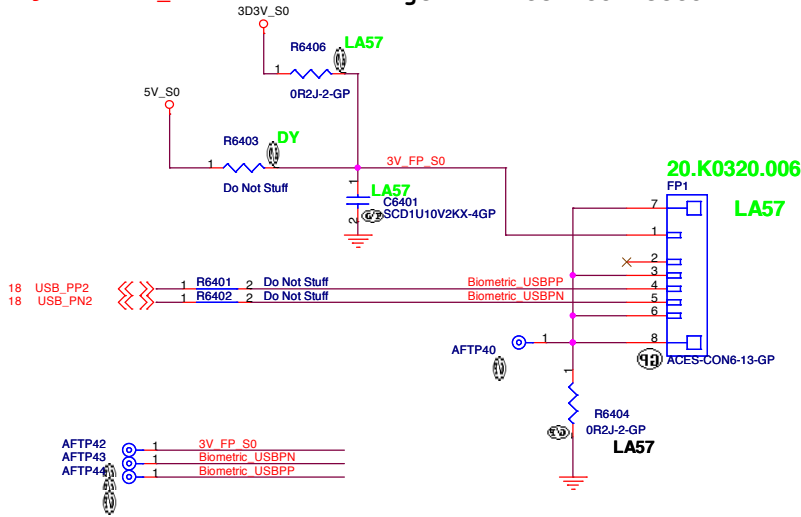 3D3V_S0
R6406
LA57
1
2
0R2J-2-GP
5V_S0
R6403
DY
1
2
Do Not Stuff
3V_FP_S0
1
LA57
C6401
SCD1U10V2KX-4GP
2
20.K0320.006
FP1
LA57
7
1
2
3
4
5
6
8
ACES-CON6-13-GP
18 USB_PP2
1 R6401 2 Do Not Stuff
Biometric_USBPP
18 USB_PN2
1 R6402 2 Do Not Stuff
Biometric_USBPN
AFTP40
1
1
R6404
0R2J-2-GP
LA57
AFTP42 1 3V_FP_S0
AFTP43 1 Biometric_USBPN
AFTP44 1 Biometric_USBPP